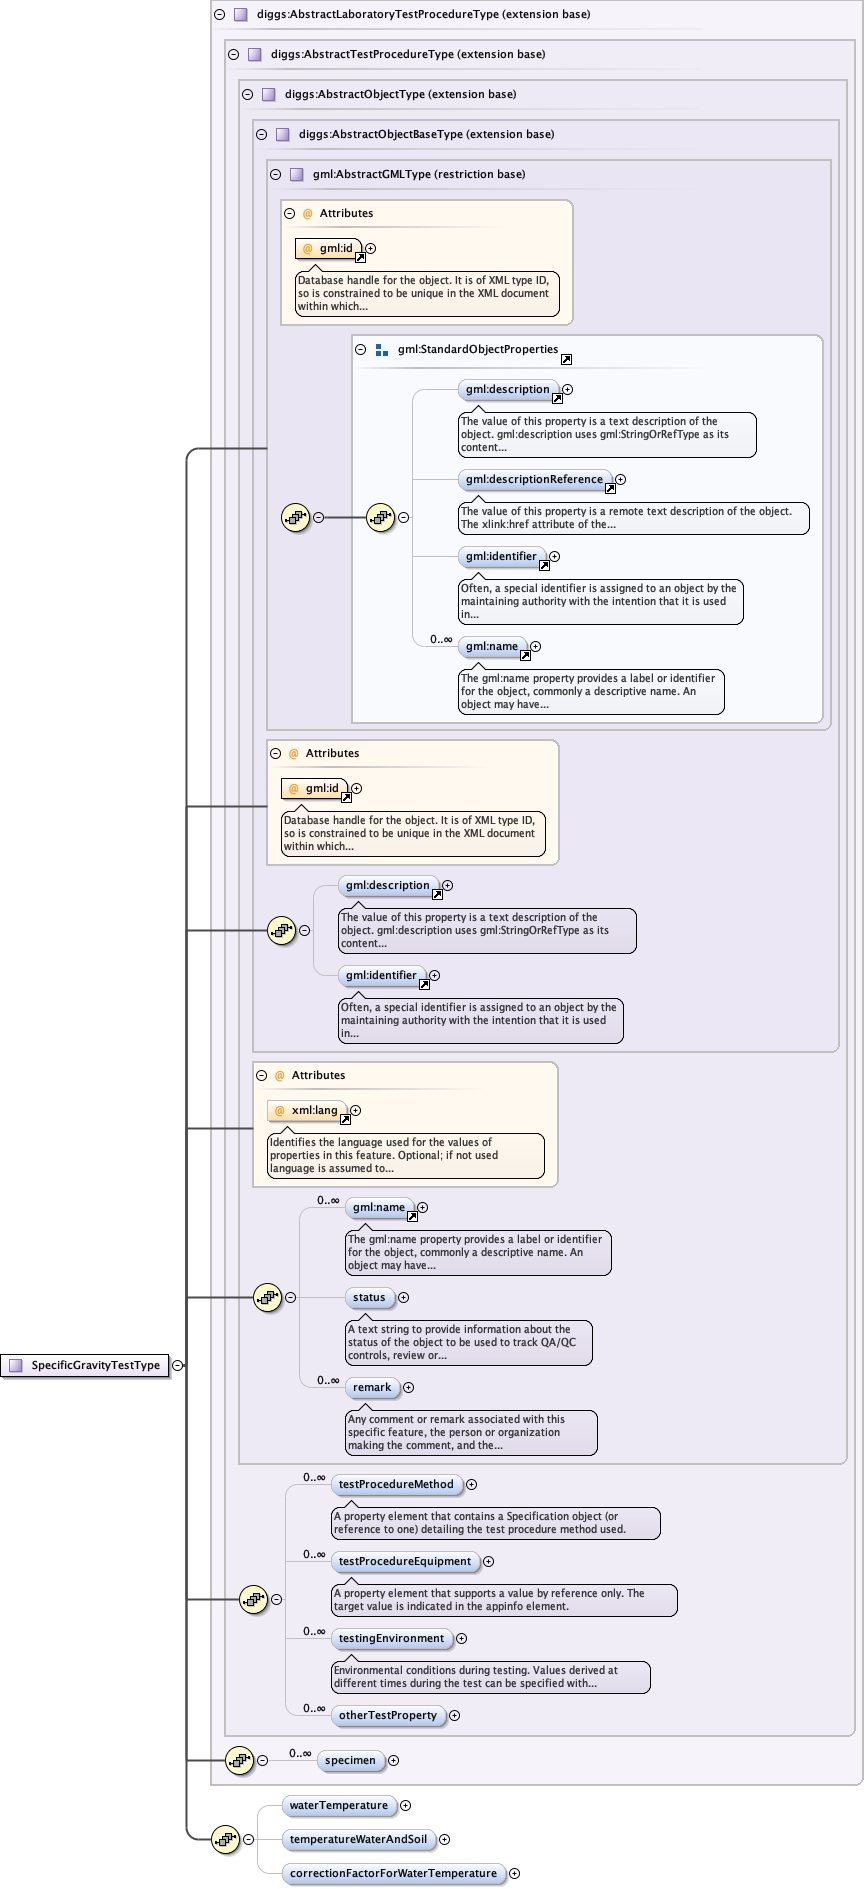 diggs:AbstractLaboratoryTestProcedureType (extension base)
diggs:AbstractTestProcedureType (extension base)
diggs:AbstractObjectType (extension base)
diggs:AbstractObjectBaseType (extension base)
gml:AbstractGMLType (restriction base)
@ Attributes
@ gml:id
Database handle for the object. It is of XML type ID,
so is constrained to be unique in the XML document
within which...
gml:StandardObjectProperties
gml:description
The value of this property is a text description of the
object. gml:description uses gml:StringOrRefType as its
content...
gml:descriptionReference
The value of this property is a remote text description of the object.
The xlink:href attribute of the...
gml:identifier
Often, a special identifier is assigned to an object by the
maintaining authority with the intention that it is used
in...
0..∞ gml:name
The gml:name property provides a label or identifier
for the object, commonly a descriptive name. An
object may have...
@ Attributes
@ gml:id
Database handle for the object. It is of XML type ID,
so is constrained to be unique in the XML document
within which...
gml:description
The value of this property is a text description of the
object. gml:description uses gml:StringOrRefType as its
content...
gml:identifier
Often, a special identifier is assigned to an object by the
maintaining authority with the intention that it is used
in...
@ Attributes
@ xml:lang
Identifies the language used for the values of
properties in this feature. Optional; if not used
language is assumed to...
0..∞ gml:name
The gml:name property provides a label or identifier
for the object, commonly a descriptive name. An
object may have...
status
A text string to provide information about the
status of the object to be used to track QA/QC
controls, review or...
SpecificGravityTestType
0..∞ remark
Any comment or remark associated with this
specific feature, the person or organization
making the comment, and the...
0..∞ testProcedureMethod
A property element that contains a Specification object (or
reference to one) detailing the test procedure method used.
0..∞ testProcedureEquipment
A property element that supports a value by reference only. The
target value is indicated in the appinfo element.
0..∞ testingEnvironment
Environmental conditions during testing. Values derived at
different times during the test can be specified with...
0..∞ otherTestProperty
0..∞ specimen
waterTemperature
temperatureWaterAndSoil
correctionFactorForWaterTemperature